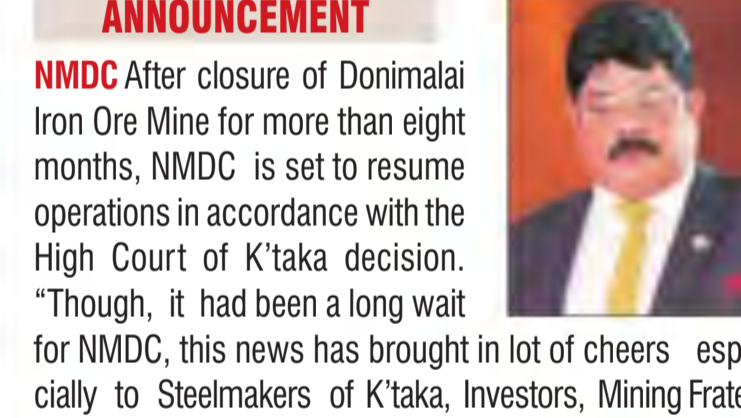 ANNOUNCEMENT
NMDC After closure of Donimalai
Iron Ore Mine for more than eight
months, NMDC is set to resume
operations in accordance with the
High Court of K'taka decision.
“Though, it had been a long wait
for NMDC, this news has brought in lot of cheers esp
cially to Steelmakers of K'taka, Investors, Mining Frate